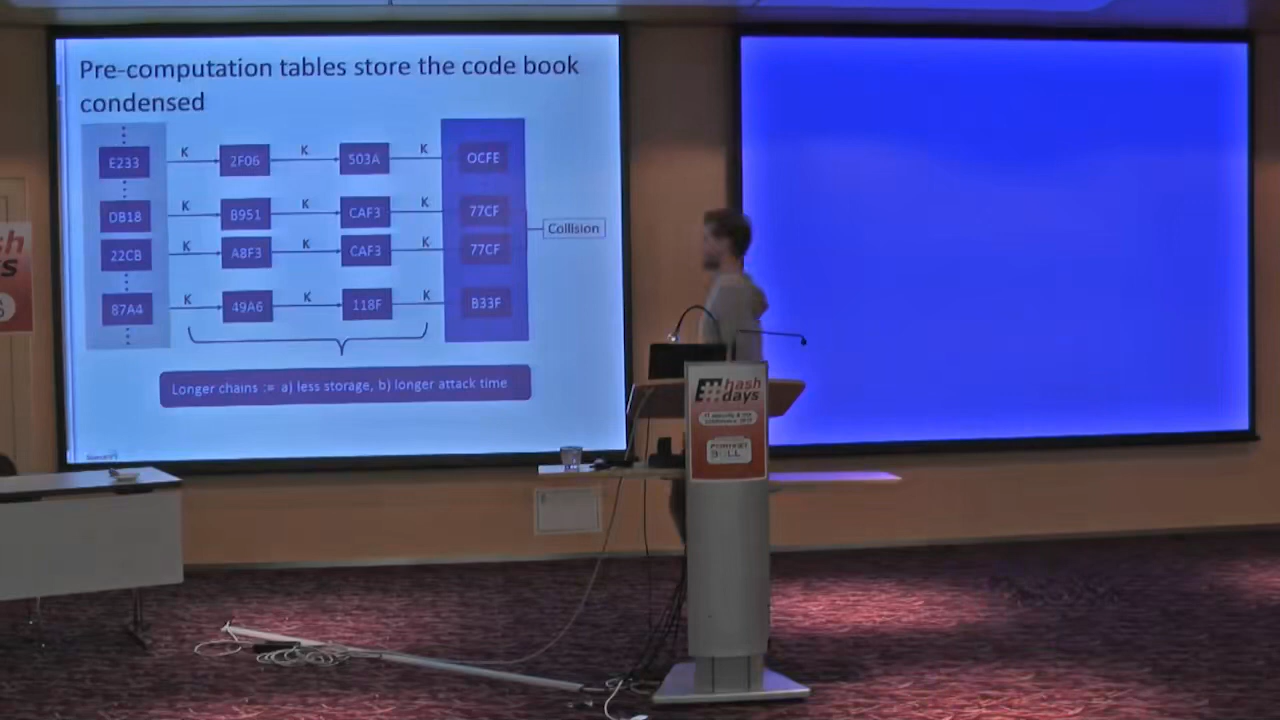 Pre-computation tables store the code book
condensed
E233 K 2F06 K 503A K OCFE
DB18 K B951 K CAF3 K 77CF
Collision
22CB K A8F3 K CAF3 K 77CF
87A4 K 49A6 K 118F K B33F
Longer chains := a) less storage, b) longer attack time
#hash
days